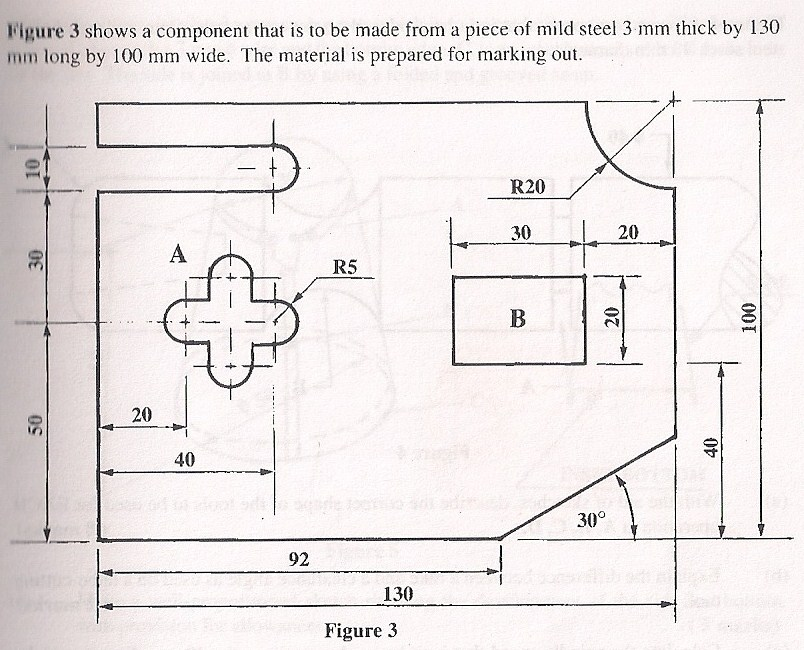 Figure 3 shows a component that is to be made from a piece of mild steel 3 mm thick by 130
mm long by 100 mm wide. The material is prepared for marking out.
10
R20
30
20
30
A
R5
B
20
100
20
50
40
40
30°
92
130
Figure 3